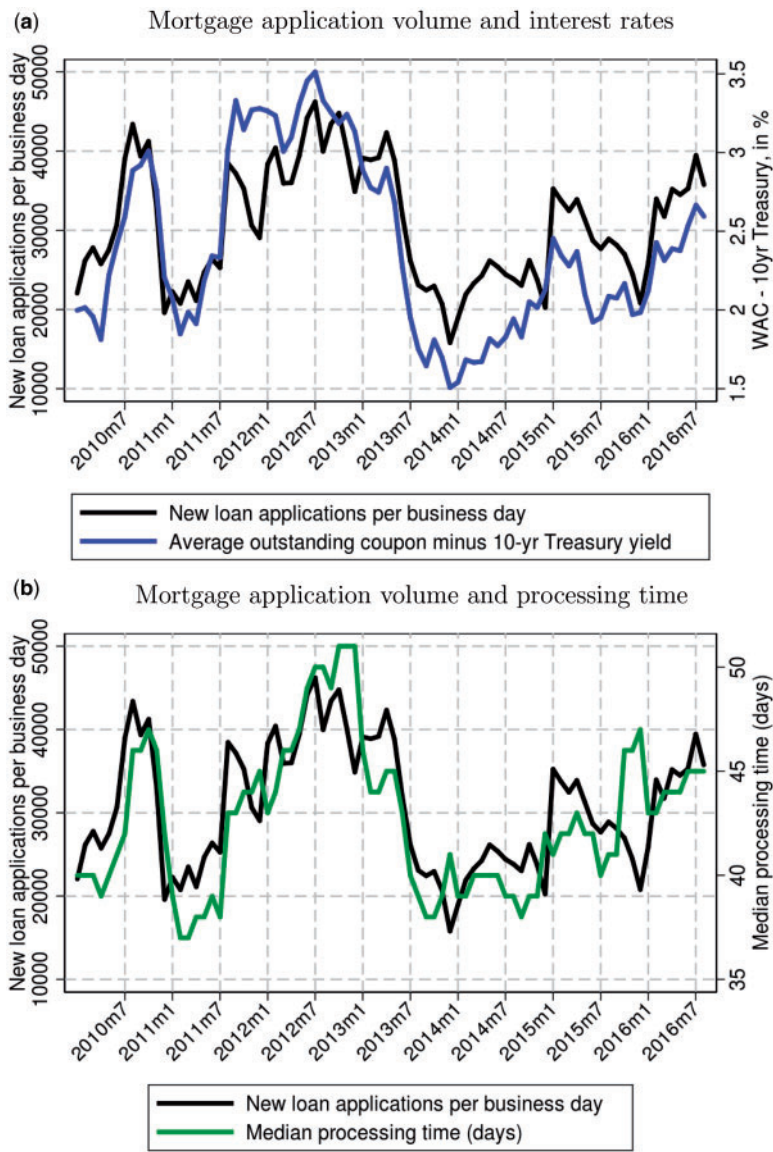 (a) Mortgage application volume and interest rates
New loan applications per business day
50000
40000
30000
20000
10000
3.5
3
2.5
2
1.5
WAC - 10yr Treasury, in %
2010m7
2011m1
2011m7
2012m1
2012m7
2013m1
2013m7
2014m1
2014m7
2015m1
2015m7
2016m1
2016m7
New loan applications per business day
Average outstanding coupon minus 10-yr Treasury yield
(b) Mortgage application volume and processing time
New loan applications per business day
50000
40000
30000
20000
10000
50
45
40
35
Median processing time (days)
2010m7
2011m1
2011m7
2012m1
2012m7
2013m1
2013m7
2014m1
2014m7
2015m1
2015m7
2016m1
2016m7
New loan applications per business day
Median processing time (days)